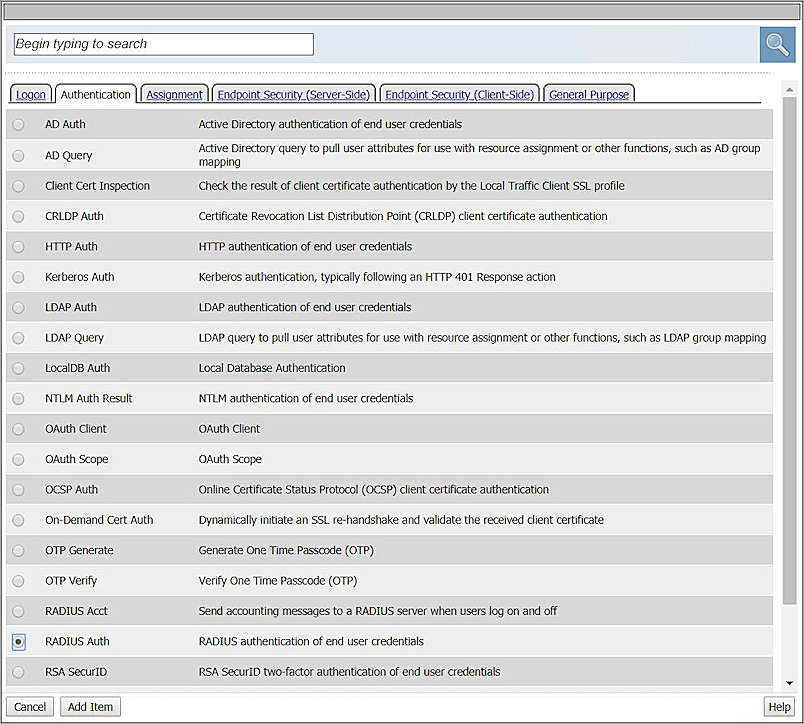 Begin typing to search
Logon Authentication Assignment Endpoint Security (Server-Side) Endpoint Security (Client-Side) General Purpose
AD Auth Active Directory authentication of end user credentials
AD Query Active Directory query to pull user attributes for use with resource assignment or other functions, such as AD group
mapping
Client Cert Inspection Check the result of client certificate authentication by the Local Traffic Client SSL profile
CRLDP Auth Certificate Revocation List Distribution Point (CRLDP) client certificate authentication
HTTP Auth HTTP authentication of end user credentials
Kerberos Auth Kerberos authentication, typically following an HTTP 401 Response action
LDAP Auth LDAP authentication of end user credentials
LDAP Query LDAP query to pull user attributes for use with resource assignment or other functions, such as LDAP group mapping
LocalDB Auth Local Database Authentication
NTLM Auth Result NTLM authentication of end user credentials
OAuth Client OAuth Client
OAuth Scope OAuth Scope
OCSP Auth Online Certificate Status Protocol (OCSP) client certificate authentication
On-Demand Cert Auth Dynamically initiate an SSL re-handshake and validate the received client certificate
OTP Generate Generate One Time Passcode (OTP)
OTP Verify Verify One Time Passcode (OTP)
RADIUS Acct Send accounting messages to a RADIUS server when users log on and off
RADIUS Auth RADIUS authentication of end user credentials
RSA SecurID RSA SecurID two-factor authentication of end user credentials
Cancel Add Item Help